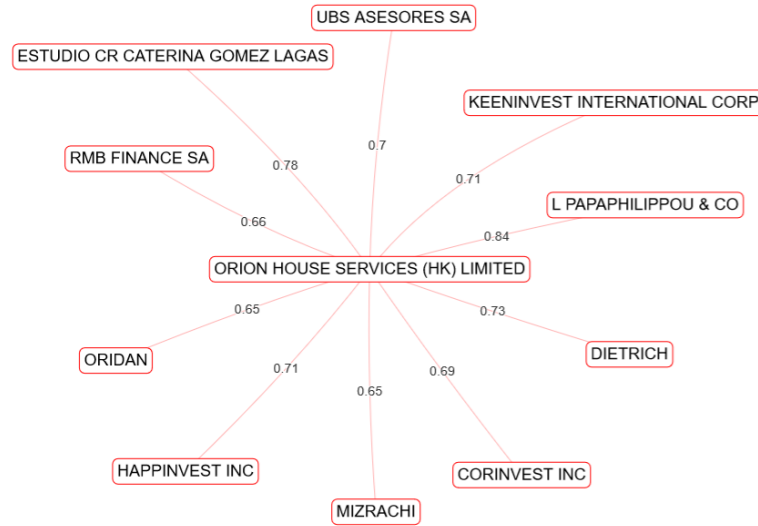 UBS ASESORES SA
ESTUDIO CR CATERINA GOMEZ LAGAS
KEENINVEST INTERNATIONAL CORP
0.7
RMB FINANCE SA
0.78
0.71
L PAPAPHILIPPOU & CO
0.66
0.84
ORION HOUSE SERVICES (HK) LIMITED
0.65
0.73
ORIDAN
DIETRICH
0.71
0.69
0.65
HAPPINVEST INC
CORINVEST INC
MIZRACHI